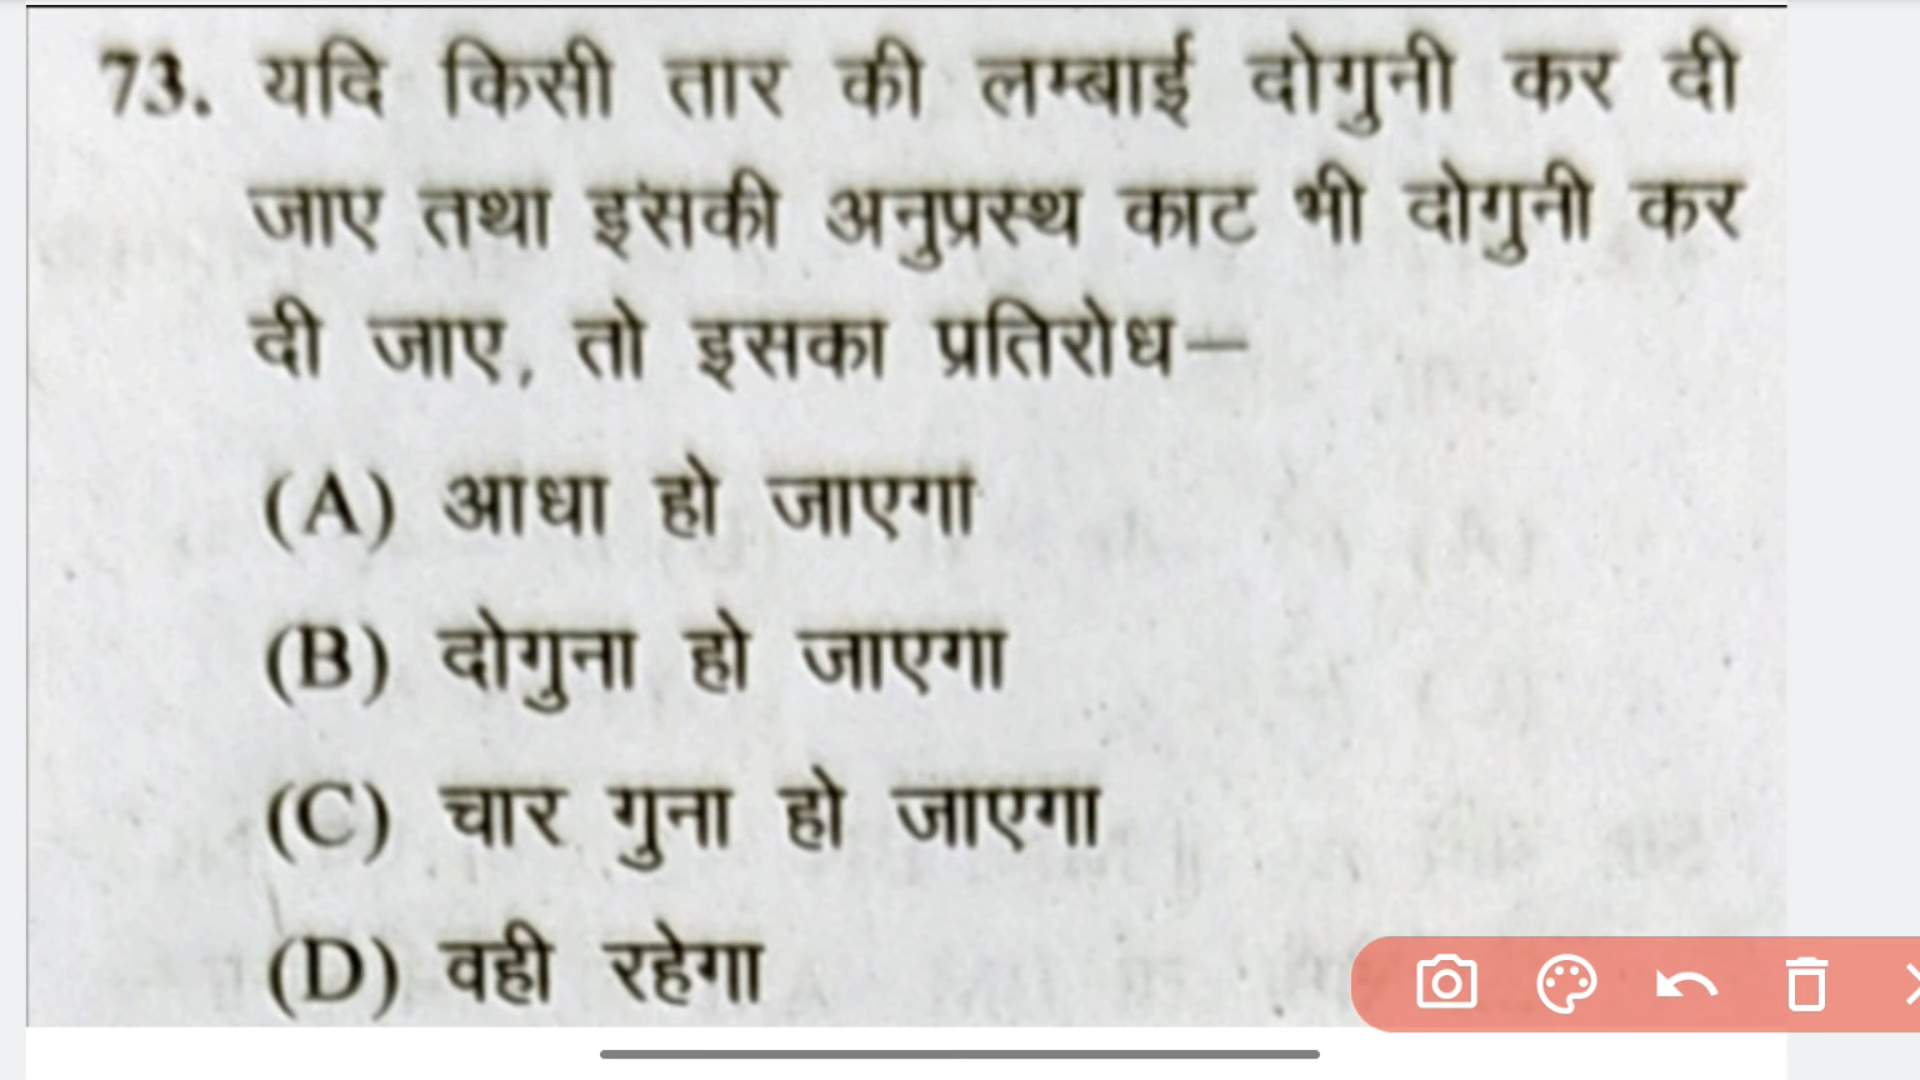 73. यदि किसी तार की लम्बाई दोगुनी कर दी
जाए तथा इसकी अनुप्रस्थ काट भी दोगुनी कर
दी जाए, तो इसका प्रतिरोध—
(A) आधा हो जाएगा
(B) दोगुना हो जाएगा
(C) चार गुना हो जाएगा
(D) वही रहेगा